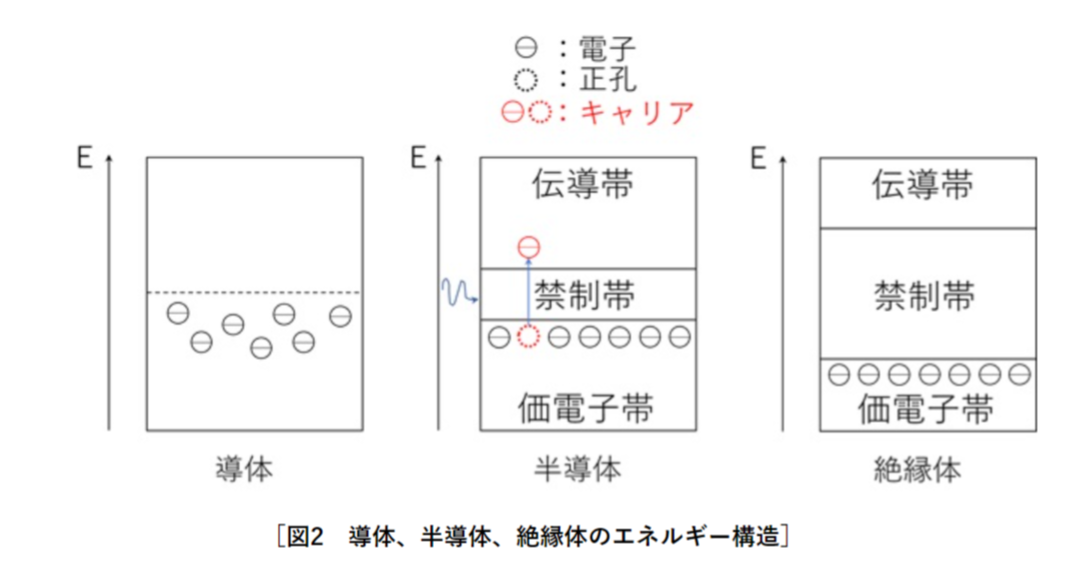 ：電子
：正孔
：キャリア
E
伝導帯
禁制帯
価電子帯
導体
E
半導体
E
伝導帯
禁制帯
価電子帯
絶縁体
［図2　導体、半導体、絶縁体のエネルギー構造］